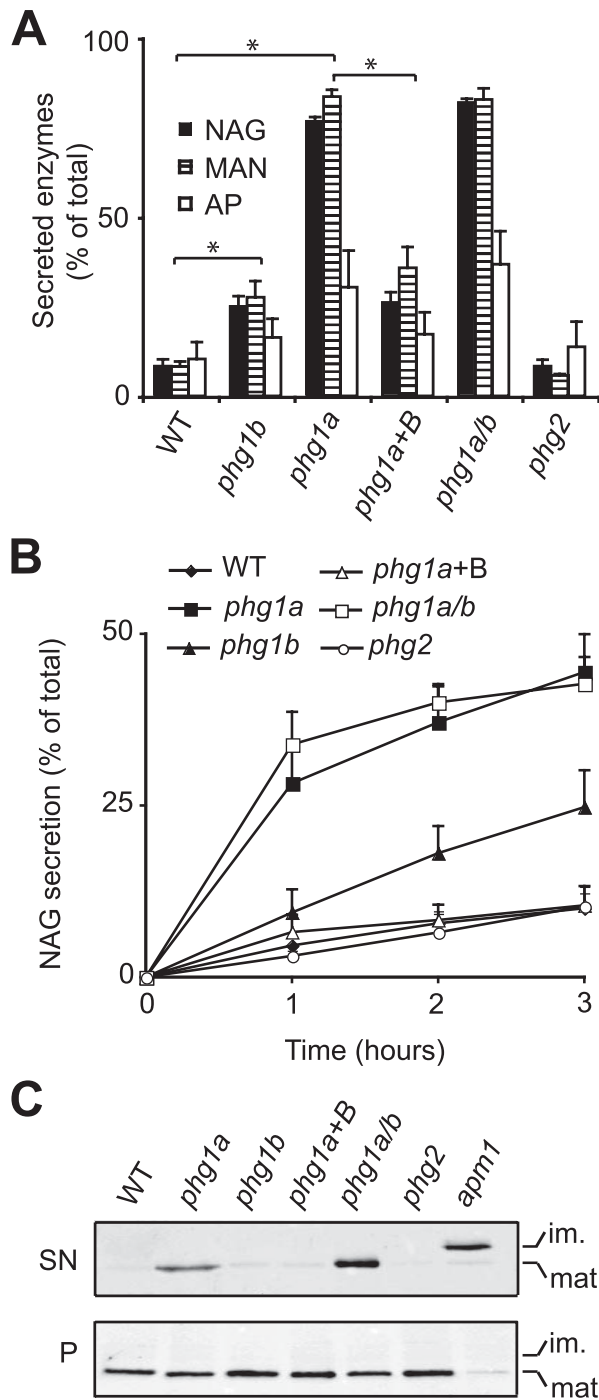 A
100
*
*
NAG
MAN
AP
50
*
0
Secreted enzymes
(% of total)
WT
phg1b
phg1a
phg1a+B
phg1a/b
phg2
B
WT
phg1a+B
phg1a
phg1a/b
phg1b
phg2
50
25
0
NAG secretion (% of total)
0
1
2
3
Time (hours)
C
WT
phg1a
phg1b
phg1a+B
phg1a/b
phg2
apm1
SN
im.
mat
P
im.
mat